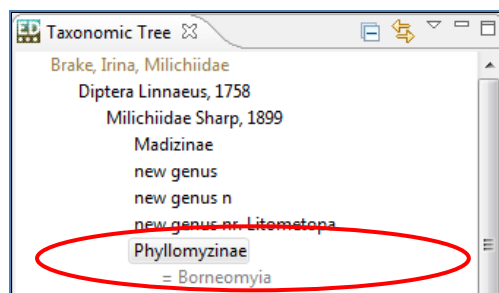 ED Taxonomic Tree
Brake, Irina, Milichiidae
Diptera Linnaeus, 1758
Milichiidae Sharp, 1899
Madizinae
new genus
new genus n
new genus nr. Litometopa
Phyllomyzinae
= Borneomyia